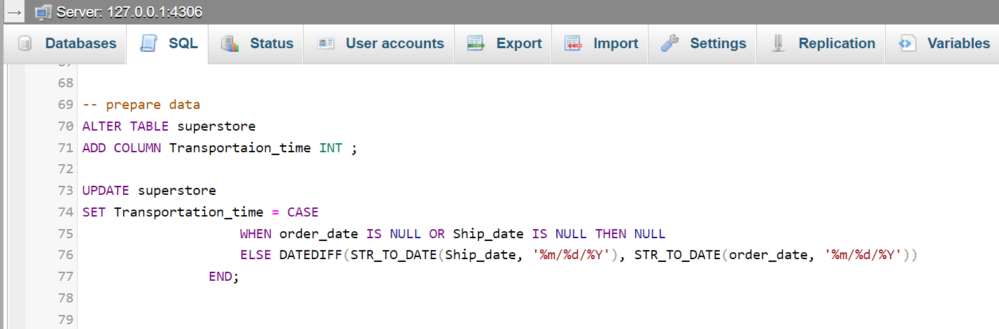 → Server: 127.0.0.1:4306
Databases SQL Status User accounts Export Import Settings Replication Variables
68
69 -- prepare data
70 ALTER TABLE superstore
71 ADD COLUMN Transportaion_time INT ;
72
73 UPDATE superstore
74 SET Transportation_time = CASE
75 WHEN order_date IS NULL OR Ship_date IS NULL THEN NULL
76 ELSE DATEDIFF(STR_TO_DATE(Ship_date, '%m/%d/%Y'), STR_TO_DATE(order_date, '%m/%d/%Y'))
77 END;
78
79